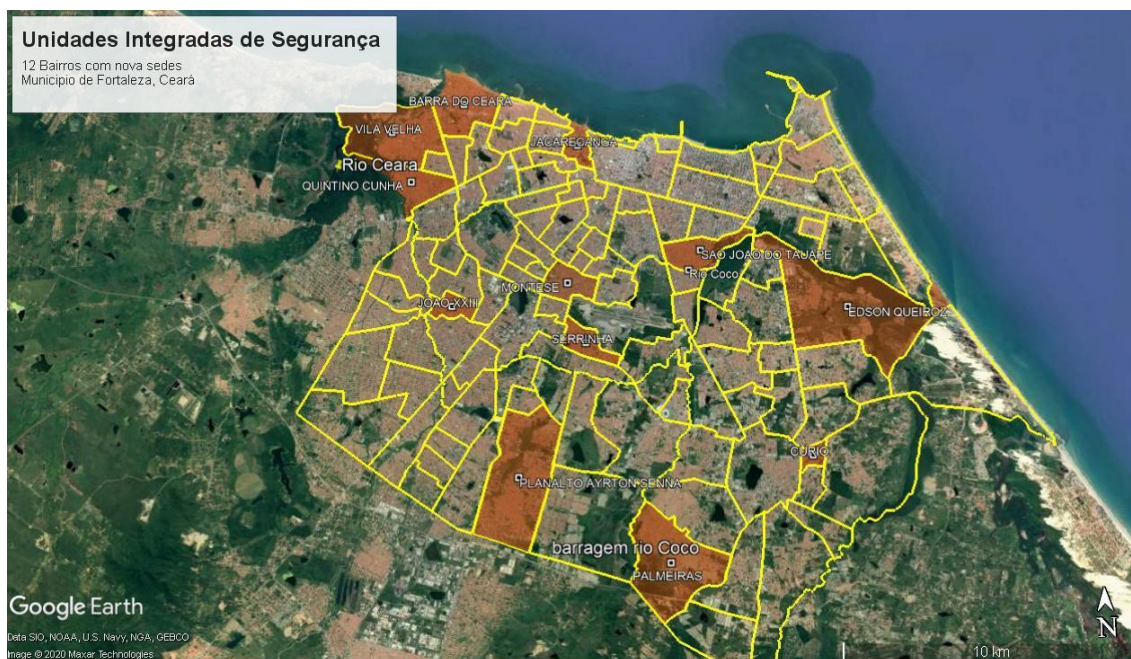 Unidades Integradas de Segurança
12 Bairros com nova sedes
Municipio de Fortaleza, Ceará
BARRA DO CEARA
VILA VELHA
JACARECANGA
Rio Ceara
QUINTINO CUNHA
SAO JOAO DO TAUAPE
Rio Coco
MONTESE
JOAO XXIII
EDSON QUEIROZ
SERRINHA
CURIO
PLANALTO AYRTON SENNA
barragem rio Coco
PALMEIRAS
Google Earth
Data SIO, NOAA, U.S. Navy, NGA, GEBCO
Image © 2020 Maxar Technologies
N
10 km